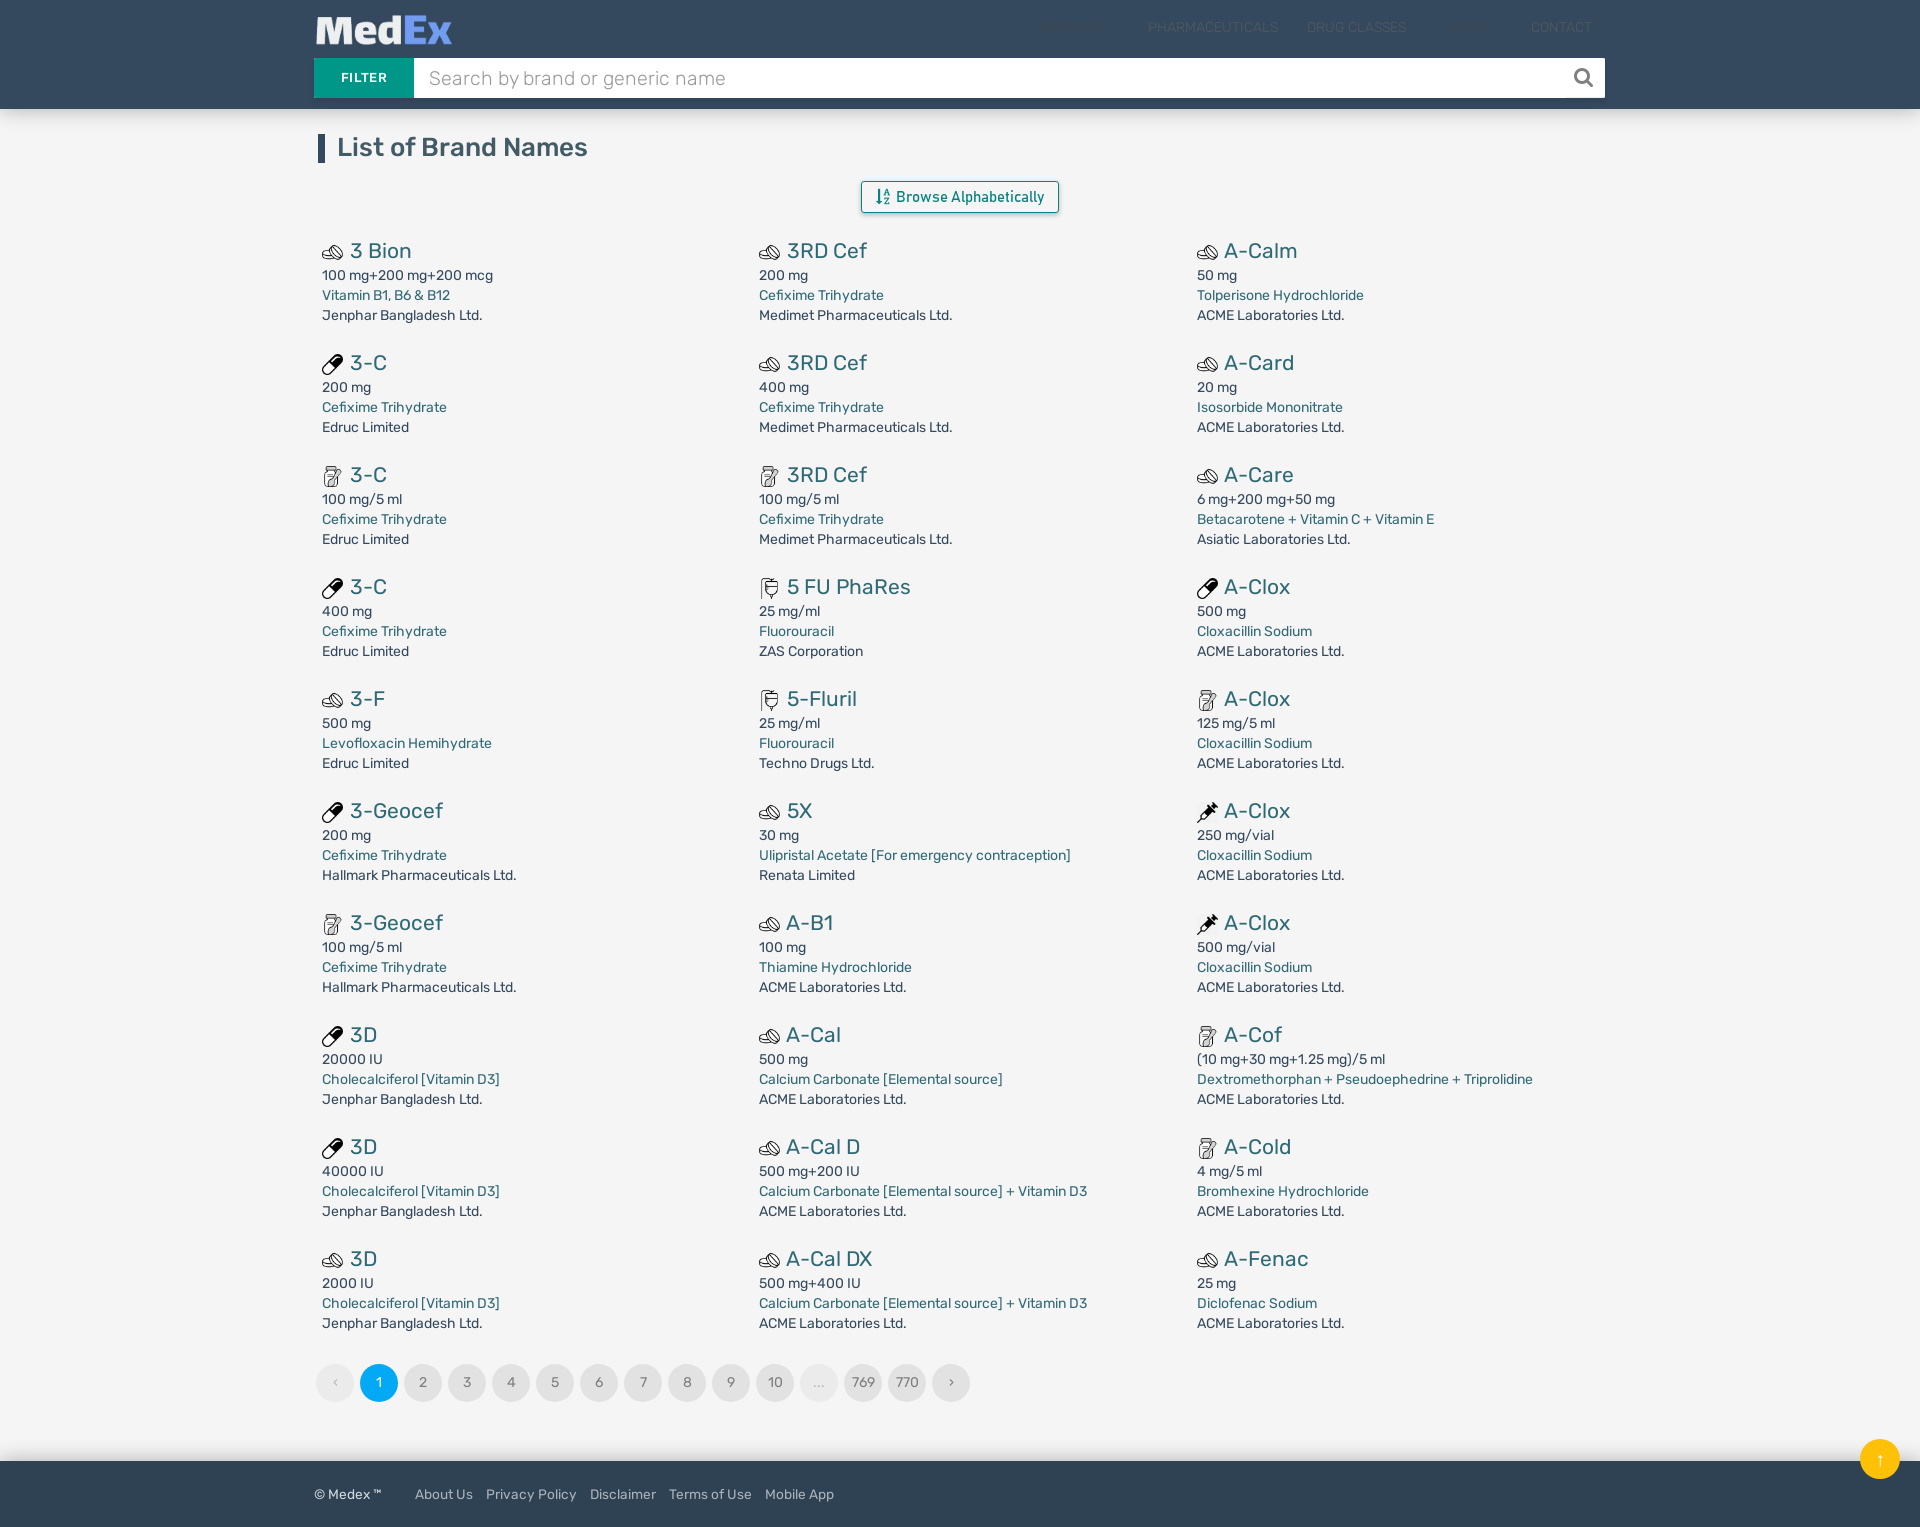 MedEx
PHARMACEUTICALS DRUG CLASSES CONTACT
FILTER Search by brand or generic name
List of Brand Names
Browse Alphabetically
3 Bion
100 mg+200 mg+200 mcg
Vitamin B1, B6 & B12
Jenphar Bangladesh Ltd.
3-C
200 mg
Cefixime Trihydrate
Edruc Limited
3-C
100 mg/5 ml
Cefixime Trihydrate
Edruc Limited
3-C
400 mg
Cefixime Trihydrate
Edruc Limited
3-F
500 mg
Levofloxacin Hemihydrate
Edruc Limited
3-Geocef
200 mg
Cefixime Trihydrate
Hallmark Pharmaceuticals Ltd.
3-Geocef
100 mg/5 ml
Cefixime Trihydrate
Hallmark Pharmaceuticals Ltd.
3D
20000 IU
Cholecalciferol [Vitamin D3]
Jenphar Bangladesh Ltd.
3D
40000 IU
Cholecalciferol [Vitamin D3]
Jenphar Bangladesh Ltd.
3D
2000 IU
Cholecalciferol [Vitamin D3]
Jenphar Bangladesh Ltd.
3RD Cef
200 mg
Cefixime Trihydrate
Medimet Pharmaceuticals Ltd.
3RD Cef
400 mg
Cefixime Trihydrate
Medimet Pharmaceuticals Ltd.
3RD Cef
100 mg/5 ml
Cefixime Trihydrate
Medimet Pharmaceuticals Ltd.
5 FU PhaRes
25 mg/ml
Fluorouracil
ZAS Corporation
5-Fluril
25 mg/ml
Fluorouracil
Techno Drugs Ltd.
5X
30 mg
Ulipristal Acetate [For emergency contraception]
Renata Limited
A-B1
100 mg
Thiamine Hydrochloride
ACME Laboratories Ltd.
A-Cal
500 mg
Calcium Carbonate [Elemental source]
ACME Laboratories Ltd.
A-Cal D
500 mg+200 IU
Calcium Carbonate [Elemental source] + Vitamin D3
ACME Laboratories Ltd.
A-Cal DX
500 mg+400 IU
Calcium Carbonate [Elemental source] + Vitamin D3
ACME Laboratories Ltd.
A-Calm
50 mg
Tolperisone Hydrochloride
ACME Laboratories Ltd.
A-Card
20 mg
Isosorbide Mononitrate
ACME Laboratories Ltd.
A-Care
6 mg+200 mg+50 mg
Betacarotene + Vitamin C + Vitamin E
Asiatic Laboratories Ltd.
A-Clox
500 mg
Cloxacillin Sodium
ACME Laboratories Ltd.
A-Clox
125 mg/5 ml
Cloxacillin Sodium
ACME Laboratories Ltd.
A-Clox
250 mg/vial
Cloxacillin Sodium
ACME Laboratories Ltd.
A-Clox
500 mg/vial
Cloxacillin Sodium
ACME Laboratories Ltd.
A-Cof
(10 mg+30 mg+1.25 mg)/5 ml
Dextromethorphan + Pseudoephedrine + Triprolidine
ACME Laboratories Ltd.
A-Cold
4 mg/5 ml
Bromhexine Hydrochloride
ACME Laboratories Ltd.
A-Fenac
25 mg
Diclofenac Sodium
ACME Laboratories Ltd.
‹ 1 2 3 4 5 6 7 8 9 10 ... 769 770 ›
↑
© Medex ™ About Us Privacy Policy Disclaimer Terms of Use Mobile App